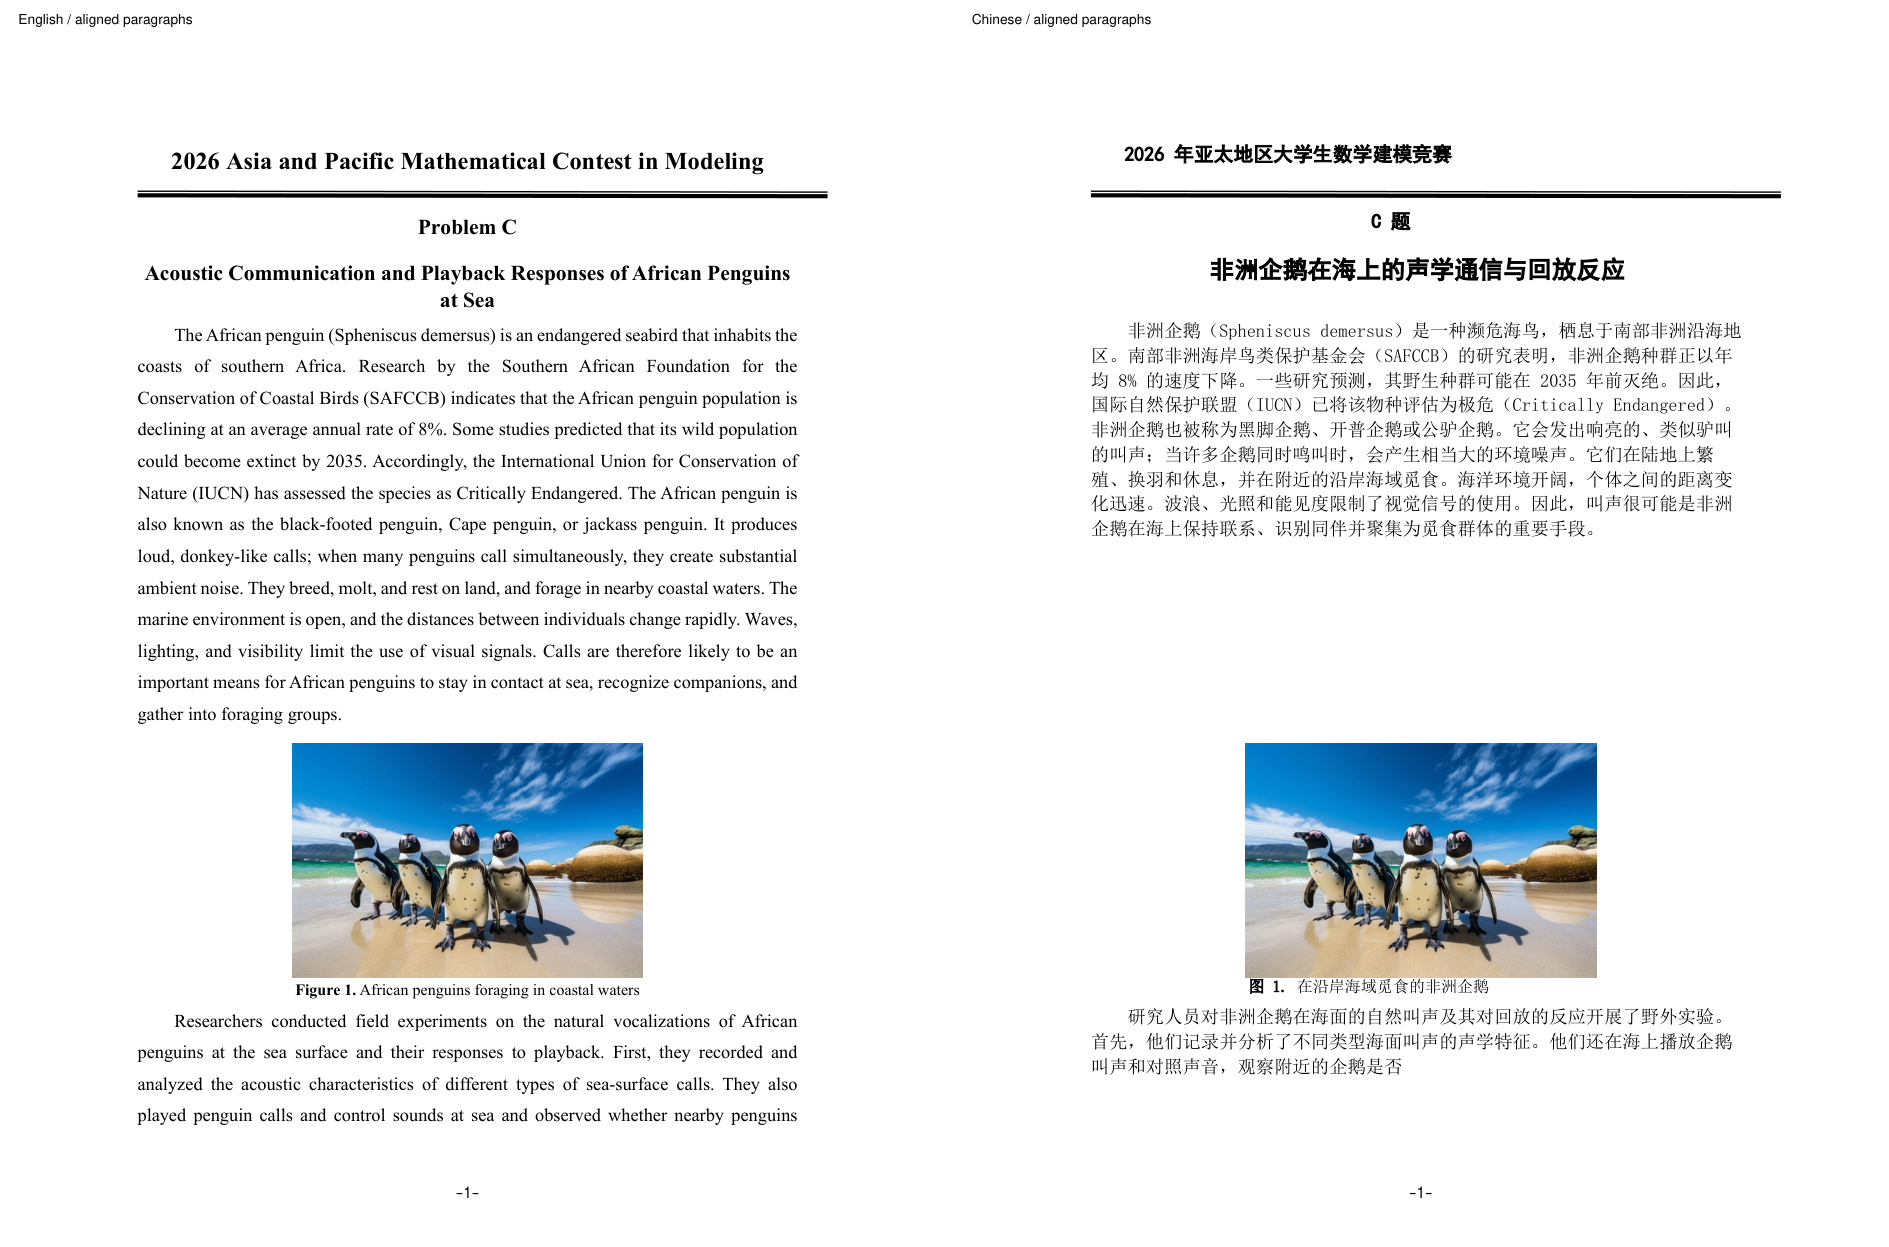 English / aligned paragraphs
2026 Asia and Pacific Mathematical Contest in Modeling
Problem C
Acoustic Communication and Playback Responses of African Penguins
at Sea
The African penguin (Spheniscus demersus) is an endangered seabird that inhabits the
coasts of southern Africa. Research by the Southern African Foundation for the
Conservation of Coastal Birds (SAFCCB) indicates that the African penguin population is
declining at an average annual rate of 8%. Some studies predicted that its wild population
could become extinct by 2035. Accordingly, the International Union for Conservation of
Nature (IUCN) has assessed the species as Critically Endangered. The African penguin is
also known as the black-footed penguin, Cape penguin, or jackass penguin. It produces
loud, donkey-like calls; when many penguins call simultaneously, they create substantial
ambient noise. They breed, molt, and rest on land, and forage in nearby coastal waters. The
marine environment is open, and the distances between individuals change rapidly. Waves,
lighting, and visibility limit the use of visual signals. Calls are therefore likely to be an
important means for African penguins to stay in contact at sea, recognize companions, and
gather into foraging groups.
Figure 1. African penguins foraging in coastal waters
Researchers conducted field experiments on the natural vocalizations of African
penguins at the sea surface and their responses to playback. First, they recorded and
analyzed the acoustic characteristics of different types of sea-surface calls. They also
played penguin calls and control sounds at sea and observed whether nearby penguins
-1-
Chinese / aligned paragraphs
2026 年亚太地区大学生数学建模竞赛
C 题
非洲企鹅在海上的声学通信与回放反应
非洲企鹅（Spheniscus demersus）是一种濒危海鸟，栖息于南部非洲沿海地
区。南部非洲海岸鸟类保护基金会（SAFCCB）的研究表明，非洲企鹅种群正以年
均 8% 的速度下降。一些研究预测，其野生种群可能在 2035 年前灭绝。因此，
国际自然保护联盟（IUCN）已将该物种评估为极危（Critically Endangered）。
非洲企鹅也被称为黑脚企鹅、开普企鹅或公驴企鹅。它会发出响亮的、类似驴叫
的叫声；当许多企鹅同时鸣叫时，会产生相当大的环境噪声。它们在陆地上繁
殖、换羽和休息，并在附近的沿岸海域觅食。海洋环境开阔，个体之间的距离变
化迅速。波浪、光照和能见度限制了视觉信号的使用。因此，叫声很可能是非洲
企鹅在海上保持联系、识别同伴并聚集为觅食群体的重要手段。
图 1. 在沿岸海域觅食的非洲企鹅
研究人员对非洲企鹅在海面的自然叫声及其对回放的反应开展了野外实验。
首先，他们记录并分析了不同类型海面叫声的声学特征。他们还在海上播放企鹅
叫声和对照声音，观察附近的企鹅是否
-1-